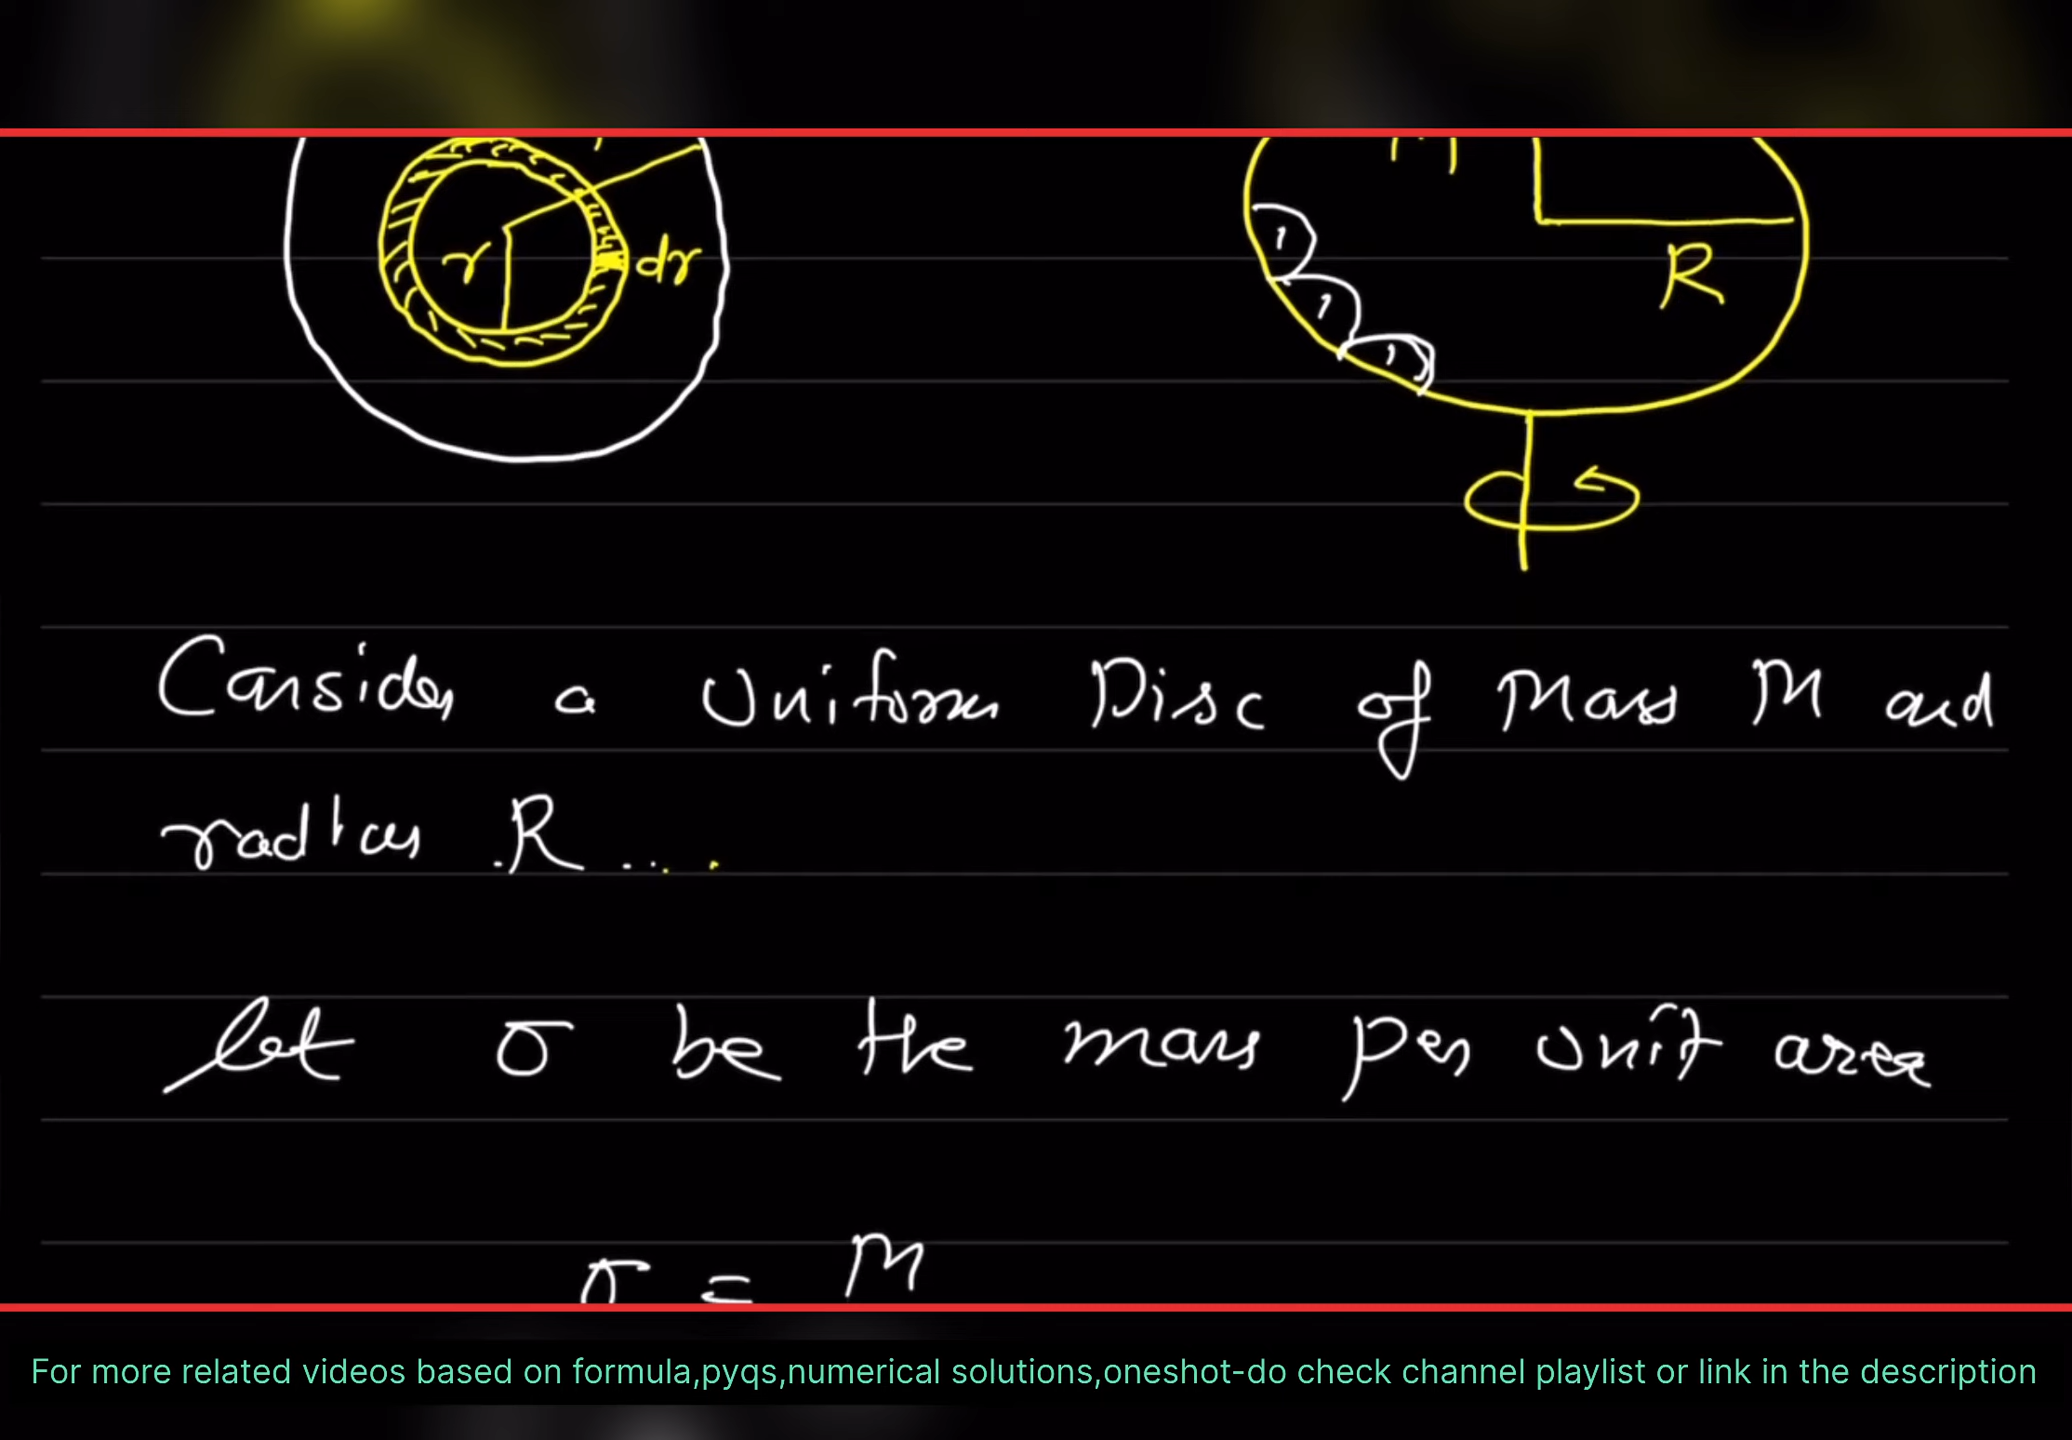 r dr
R
Consider a Uniform Disc of Mass M and
radius R ....
let σ be the mass per unit area
σ = M
For more related videos based on formula,pyqs,numerical solutions,oneshot-do check channel playlist or link in the description